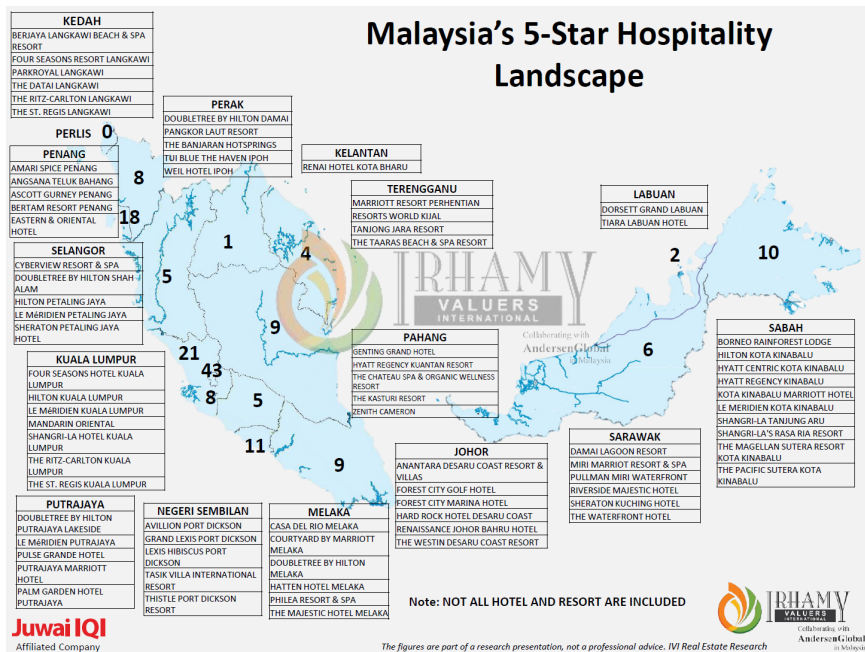 Malaysia's 5-Star Hospitality
Landscape
KEDAH
BERJAYA LANGKAWI BEACH & SPA
RESORT
FOUR SEASONS RESORT LANGKAWI
PARKROYAL LANGKAWI
THE DATAI LANGKAWI
THE RITZ-CARLTON LANGKAWI
THE ST. REGIS LANGKAWI
PERLIS 0
PERAK
DOUBLETREE BY HILTON DAMAI
PANGKOR LAUT RESORT
THE BANJARAN HOTSPRINGS
TUI BLUE THE HAVEN IPOH
WEIL HOTEL IPOH
KELANTAN
RENAI HOTEL KOTA BHARU
PENANG
AMARI SPICE PENANG
ANGSANA TELUK BAHANG
ASCOTT GURNEY PENANG
BERTAM RESORT PENANG
EASTERN & ORIENTAL
HOTEL
TERENGGANU
MARRIOTT RESORT PERHENTIAN
RESORTS WORLD KIJAL
TANJONG JARA RESORT
THE TAARAS BEACH & SPA RESORT
LABUAN
DORSETT GRAND LABUAN
TIARA LABUAN HOTEL
8
18
1
4
5
9
2
10
6
21
43
8
5
11
9
IRHAMY
VALUERS
INTERNATIONAL
Collaborating with
AndersenGlobal
in Malaysia
SELANGOR
CYBERVIEW RESORT & SPA
DOUBLETREE BY HILTON SHAH
ALAM
HILTON PETALING JAYA
LE MéRIDIEN PETALING JAYA
SHERATON PETALING JAYA
HOTEL
KUALA LUMPUR
FOUR SEASONS HOTEL KUALA
LUMPUR
HILTON KUALA LUMPUR
LE MéRIDIEN KUALA LUMPUR
MANDARIN ORIENTAL
SHANGRI-LA HOTEL KUALA
LUMPUR
THE RITZ-CARLTON KUALA
LUMPUR
THE ST. REGIS KUALA LUMPUR
PAHANG
GENTING GRAND HOTEL
HYATT REGENCY KUANTAN RESORT
THE CHATEAU SPA & ORGANIC WELLNESS
RESORT
THE KASTURI RESORT
ZENITH CAMERON
SABAH
BORNEO RAINFOREST LODGE
HILTON KOTA KINABALU
HYATT CENTRIC KOTA KINABALU
HYATT REGENCY KINABALU
KOTA KINABALU MARRIOTT HOTEL
LE MERIDIEN KOTA KINABALU
SHANGRI-LA TANJUNG ARU
SHANGRI-LA'S RASA RIA RESORT
THE MAGELLAN SUTERA RESORT
KOTA KINABALU
THE PACIFIC SUTERA KOTA
KINABALU
JOHOR
ANANTARA DESARU COAST RESORT &
VILLAS
FOREST CITY GOLF HOTEL
FOREST CITY MARINA HOTEL
HARD ROCK HOTEL DESARU COAST
RENAISSANCE JOHOR BAHRU HOTEL
THE WESTIN DESARU COAST RESORT
SARAWAK
DAMAI LAGOON RESORT
MIRI MARRIOT RESORT & SPA
PULLMAN MIRI WATERFRONT
RIVERSIDE MAJESTIC HOTEL
SHERATON KUCHING HOTEL
THE WATERFRONT HOTEL
PUTRAJAYA
DOUBLETREE BY HILTON
PUTRAJAYA LAKESIDE
LE MéRIDIEN PUTRAJAYA
PULSE GRANDE HOTEL
PUTRAJAYA MARRIOTT
HOTEL
PALM GARDEN HOTEL
PUTRAJAYA
NEGERI SEMBILAN
AVILLION PORT DICKSON
GRAND LEXIS PORT DICKSON
LEXIS HIBISCUS PORT
DICKSON
TASIK VILLA INTERNATIONAL
RESORT
THISTLE PORT DICKSON
RESORT
MELAKA
CASA DEL RIO MELAKA
COURTYARD BY MARRIOTT
MELAKA
DOUBLETREE BY HILTON
MELAKA
HATTEN HOTEL MELAKA
PHILEA RESORT & SPA
THE MAJESTIC HOTEL MELAKA
Note: NOT ALL HOTEL AND RESORT ARE INCLUDED
IRHAMY
VALUERS
INTERNATIONAL
Collaborating with
AndersenGlobal
in Malaysia
Juwai IQI
Affiliated Company
The figures are part of a research presentation, not a professional advice. IVI Real Estate Research